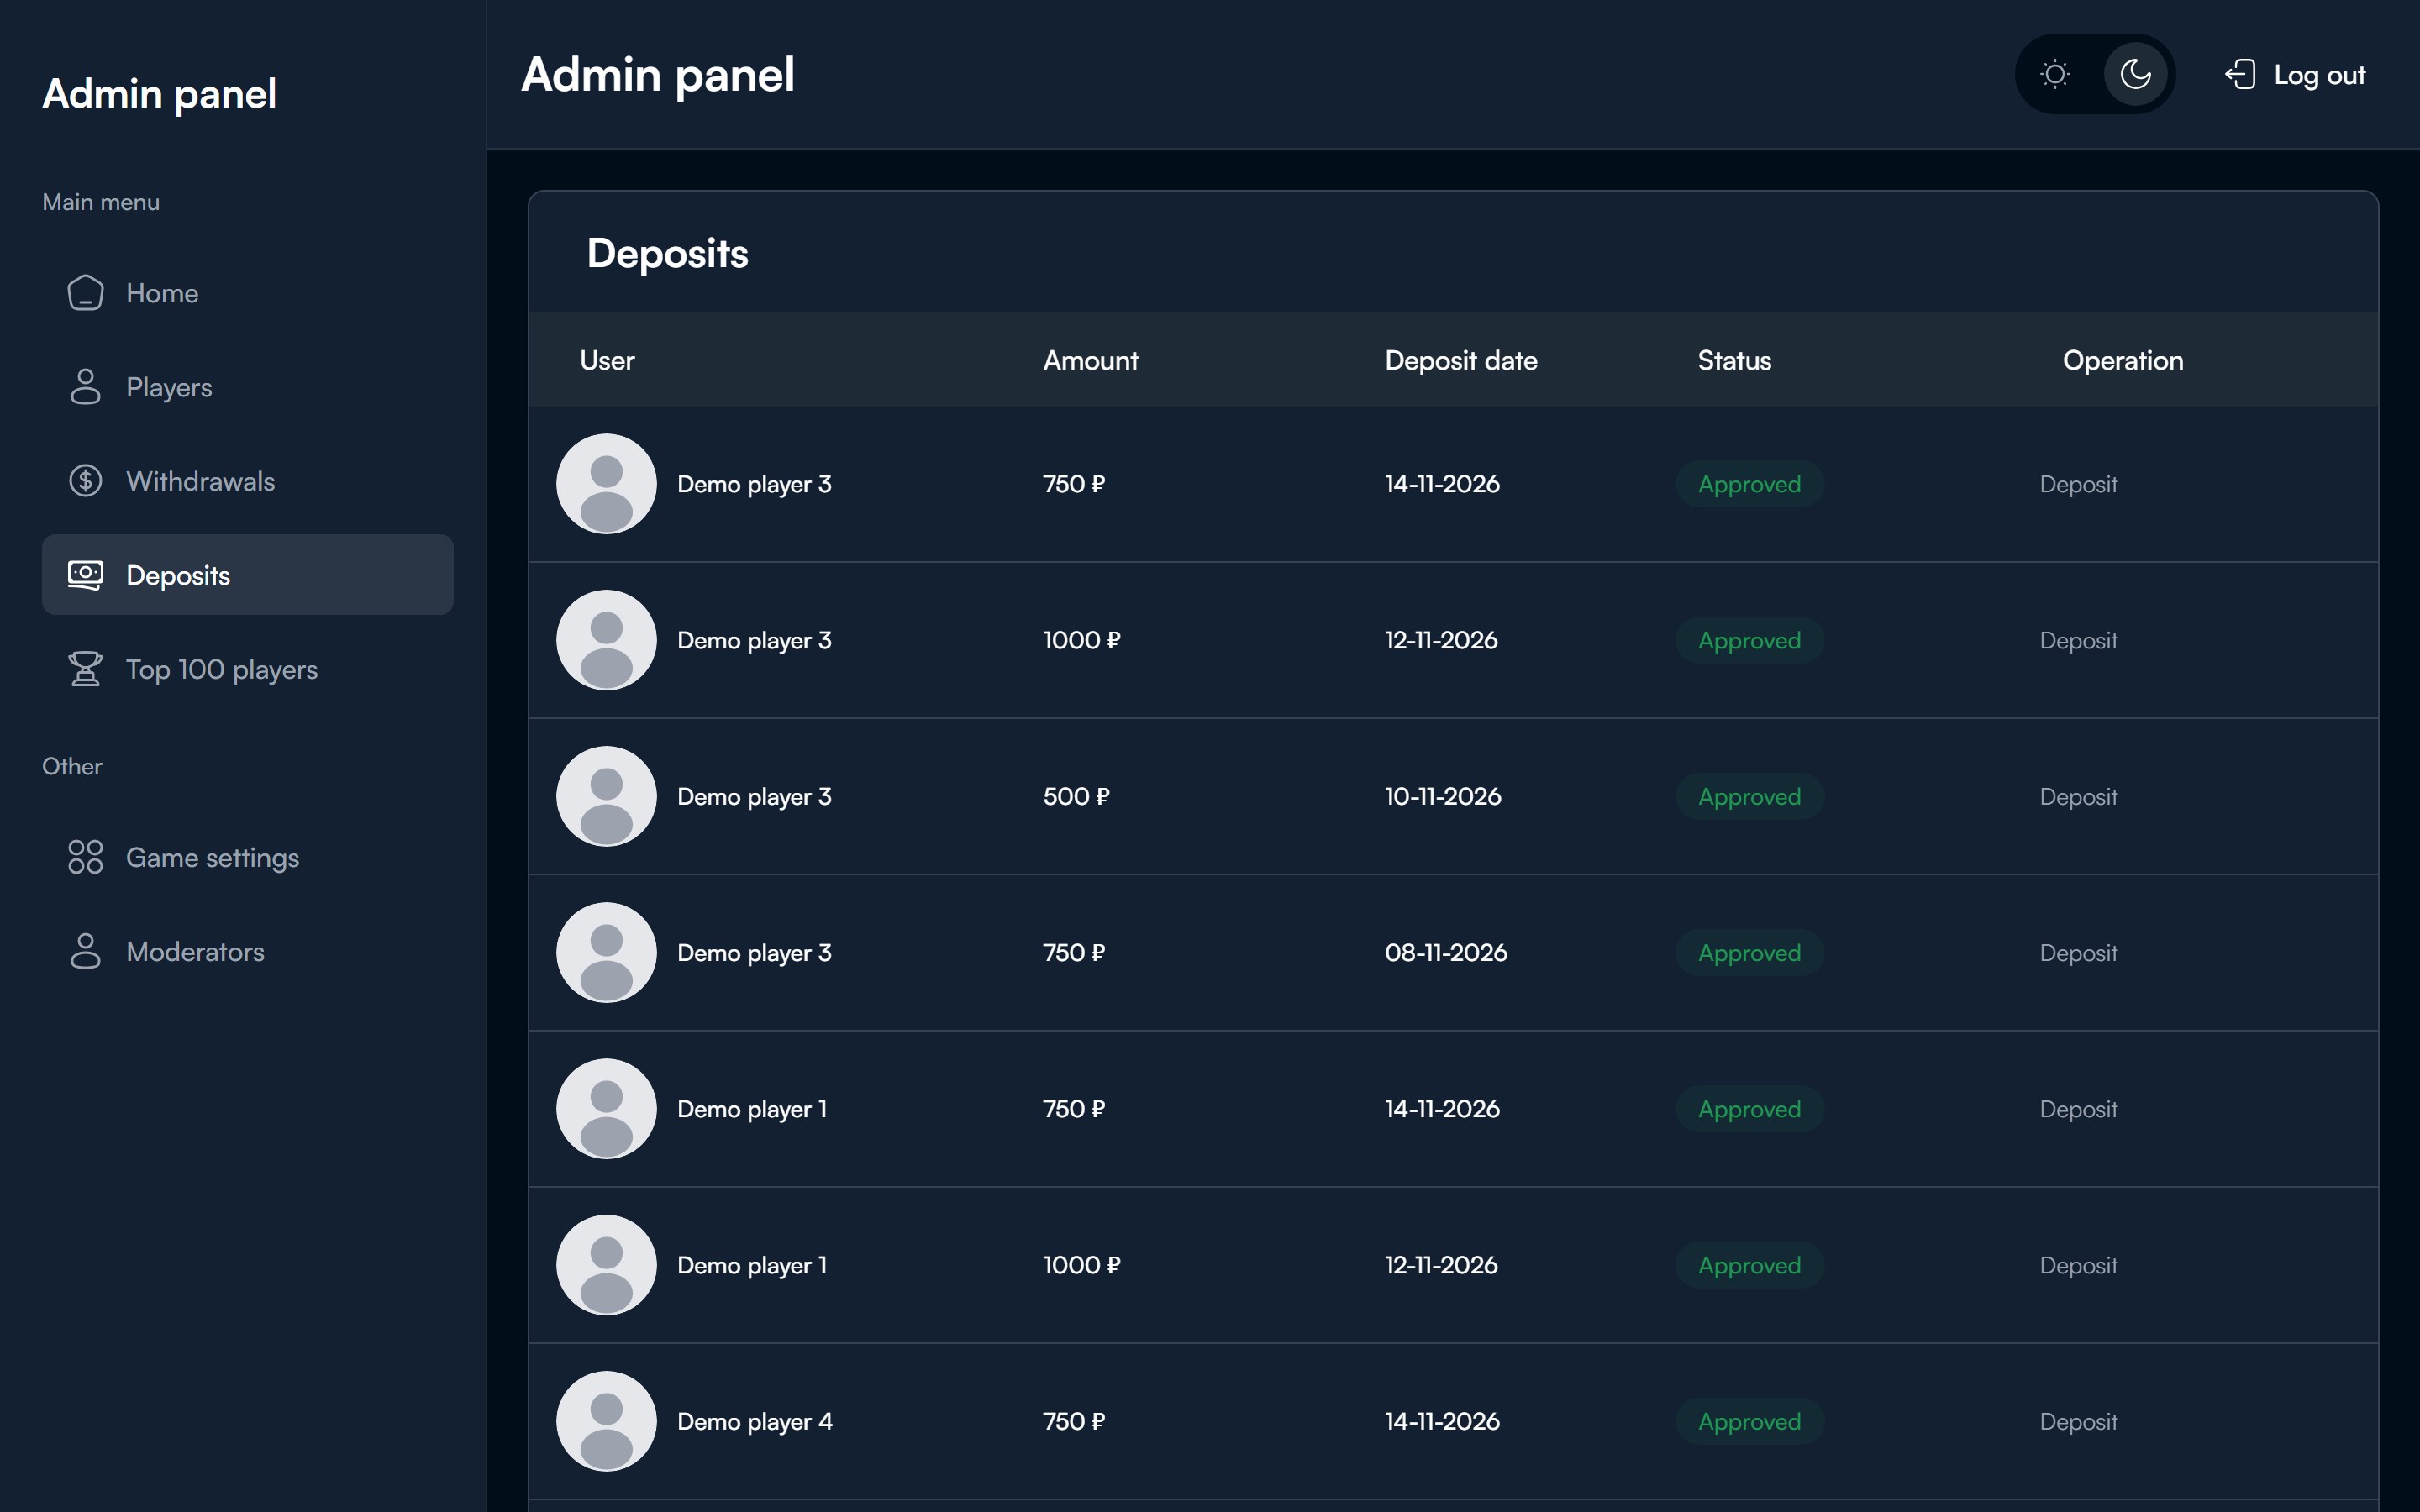 Admin panel
Main menu
Home
Players
Withdrawals
Deposits
Top 100 players
Other
Game settings
Moderators
Admin panel
Log out
Deposits
User Amount Deposit date Status Operation
Demo player 3 750 ₽ 14-11-2026 Approved Deposit
Demo player 3 1000 ₽ 12-11-2026 Approved Deposit
Demo player 3 500 ₽ 10-11-2026 Approved Deposit
Demo player 3 750 ₽ 08-11-2026 Approved Deposit
Demo player 1 750 ₽ 14-11-2026 Approved Deposit
Demo player 1 1000 ₽ 12-11-2026 Approved Deposit
Demo player 4 750 ₽ 14-11-2026 Approved Deposit